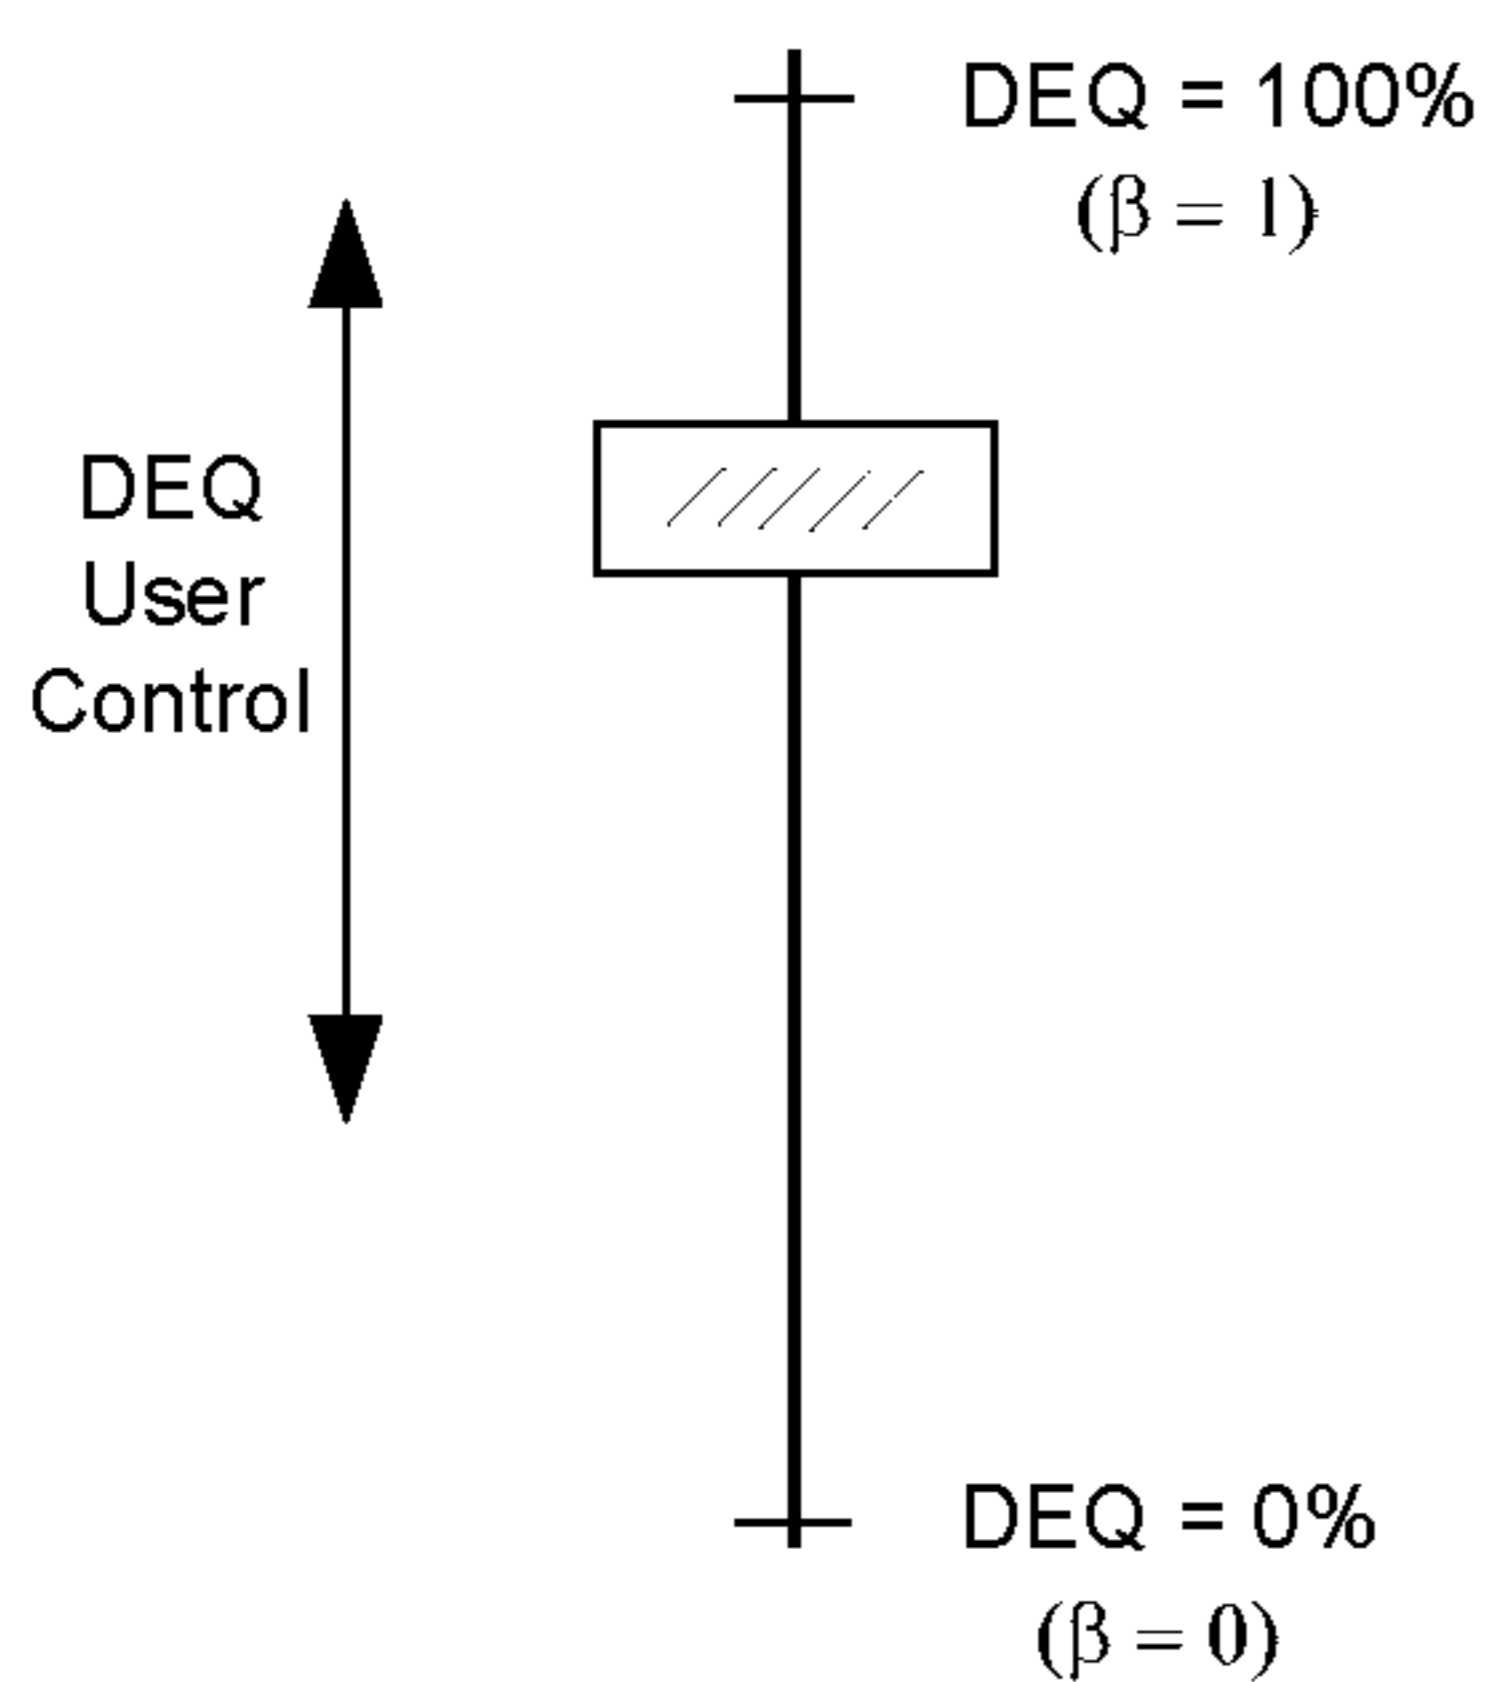 DEQ = 100%
(β = 1)
DEQ
User
Control
DEQ = 0%
(β = 0)